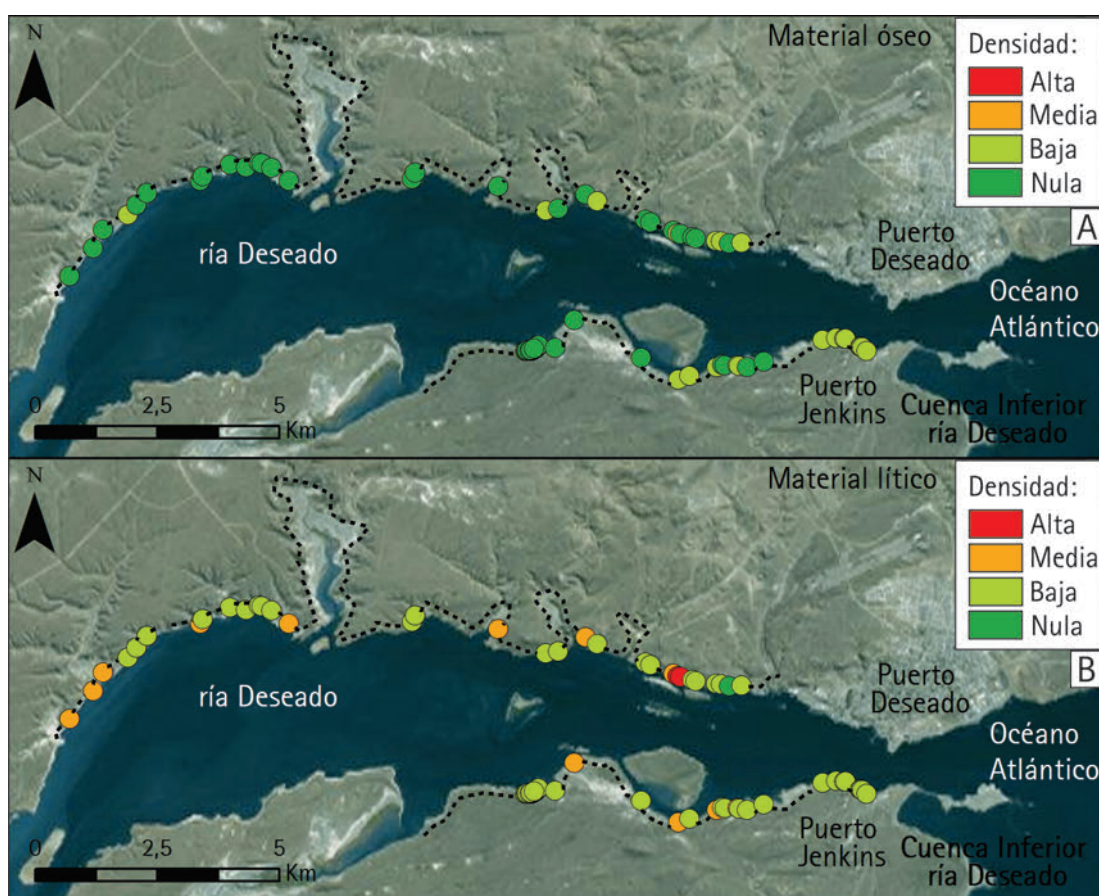 N
Material óseo
Densidad:
Alta
Media
Baja
Nula
A
ría Deseado
Puerto
Deseado
Océano
Atlántico
Puerto
Jenkins
Cuenca Inferior
ría Deseado
0 2,5 5
Km
N
Material lítico
Densidad:
Alta
Media
Baja
Nula
B
ría Deseado
Puerto
Deseado
Océano
Atlántico
Puerto
Jenkins
Cuenca Inferior
ría Deseado
0 2,5 5
Km